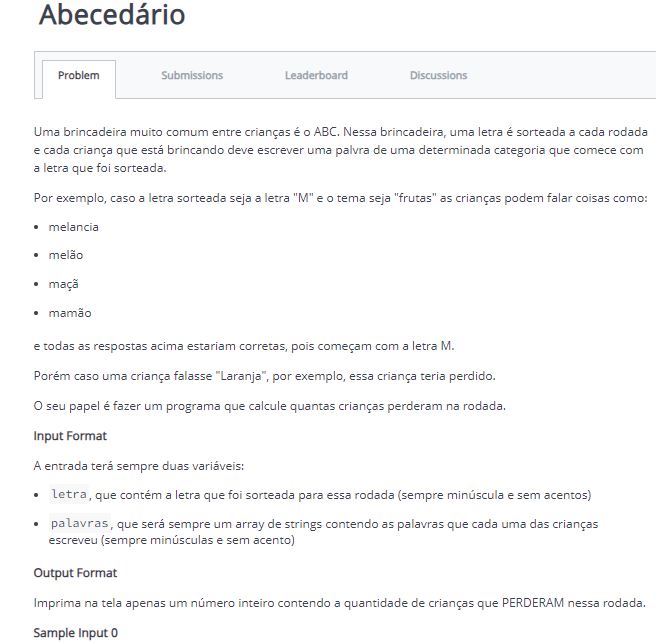 Abecedário
Problem
Submissions
Leaderboard
Discussions
Uma brincadeira muito comum entre crianças é o ABC. Nessa brincadeira, uma letra é sorteada a cada rodada
e cada criança que está brincando deve escrever uma palvra de uma determinada categoria que comece com
a letra que foi sorteada.
Por exemplo, caso a letra sorteada seja a letra "M" e o tema seja "frutas" as crianças podem falar coisas como:
• melancia
• melão
• maçã
• mamão
e todas as respostas acima estariam corretas, pois começam com a letra M.
Porém caso uma criança falasse "Laranja", por exemplo, essa criança teria perdido.
O seu papel é fazer um programa que calcule quantas crianças perderam na rodada.
Input Format
A entrada terá sempre duas variáveis:
• letra, que contém a letra que foi sorteada para essa rodada (sempre minúscula e sem acentos)
• palavras, que será sempre um array de strings contendo as palavras que cada uma das crianças
escreveu (sempre minúsculas e sem acento)
Output Format
Imprima na tela apenas um número inteiro contendo a quantidade de crianças que PERDERAM nessa rodada.
Sample Input 0